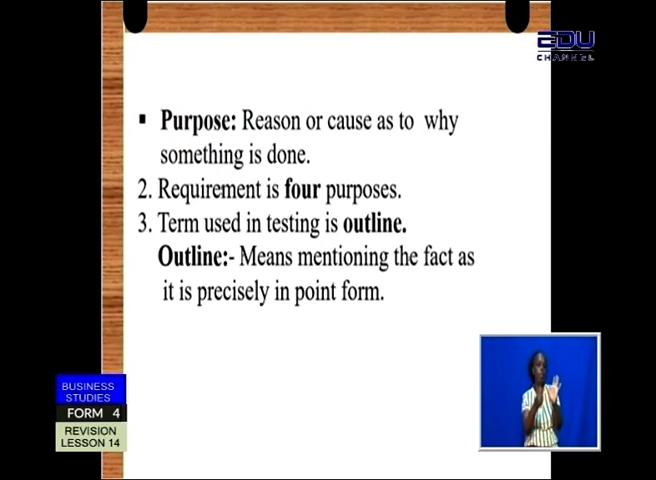 EDU
CHANNEL
▪ Purpose: Reason or cause as to why
something is done.
2. Requirement is four purposes.
3. Term used in testing is outline.
Outline:- Means mentioning the fact as
it is precisely in point form.
BUSINESS
STUDIES
FORM 4
REVISION
LESSON 14